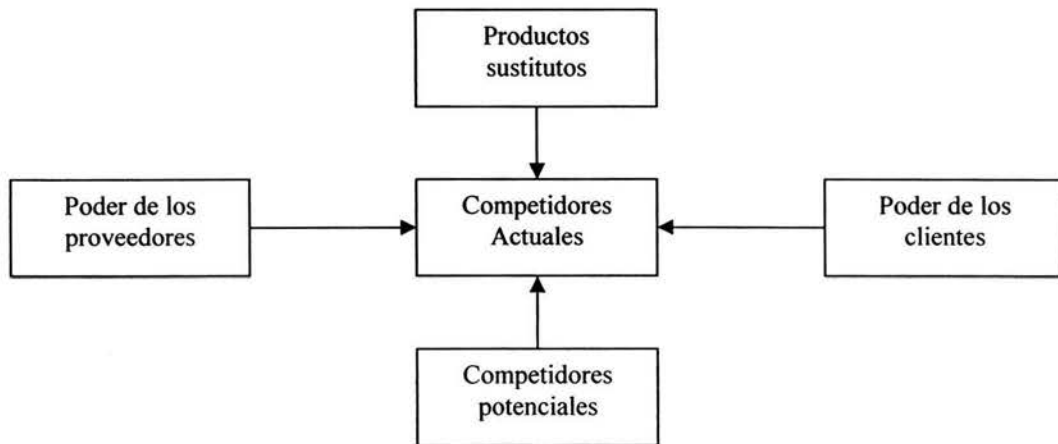 Productos
sustitutos
Poder de los
proveedores
Competidores
Actuales
Poder de los
clientes
Competidores
potenciales